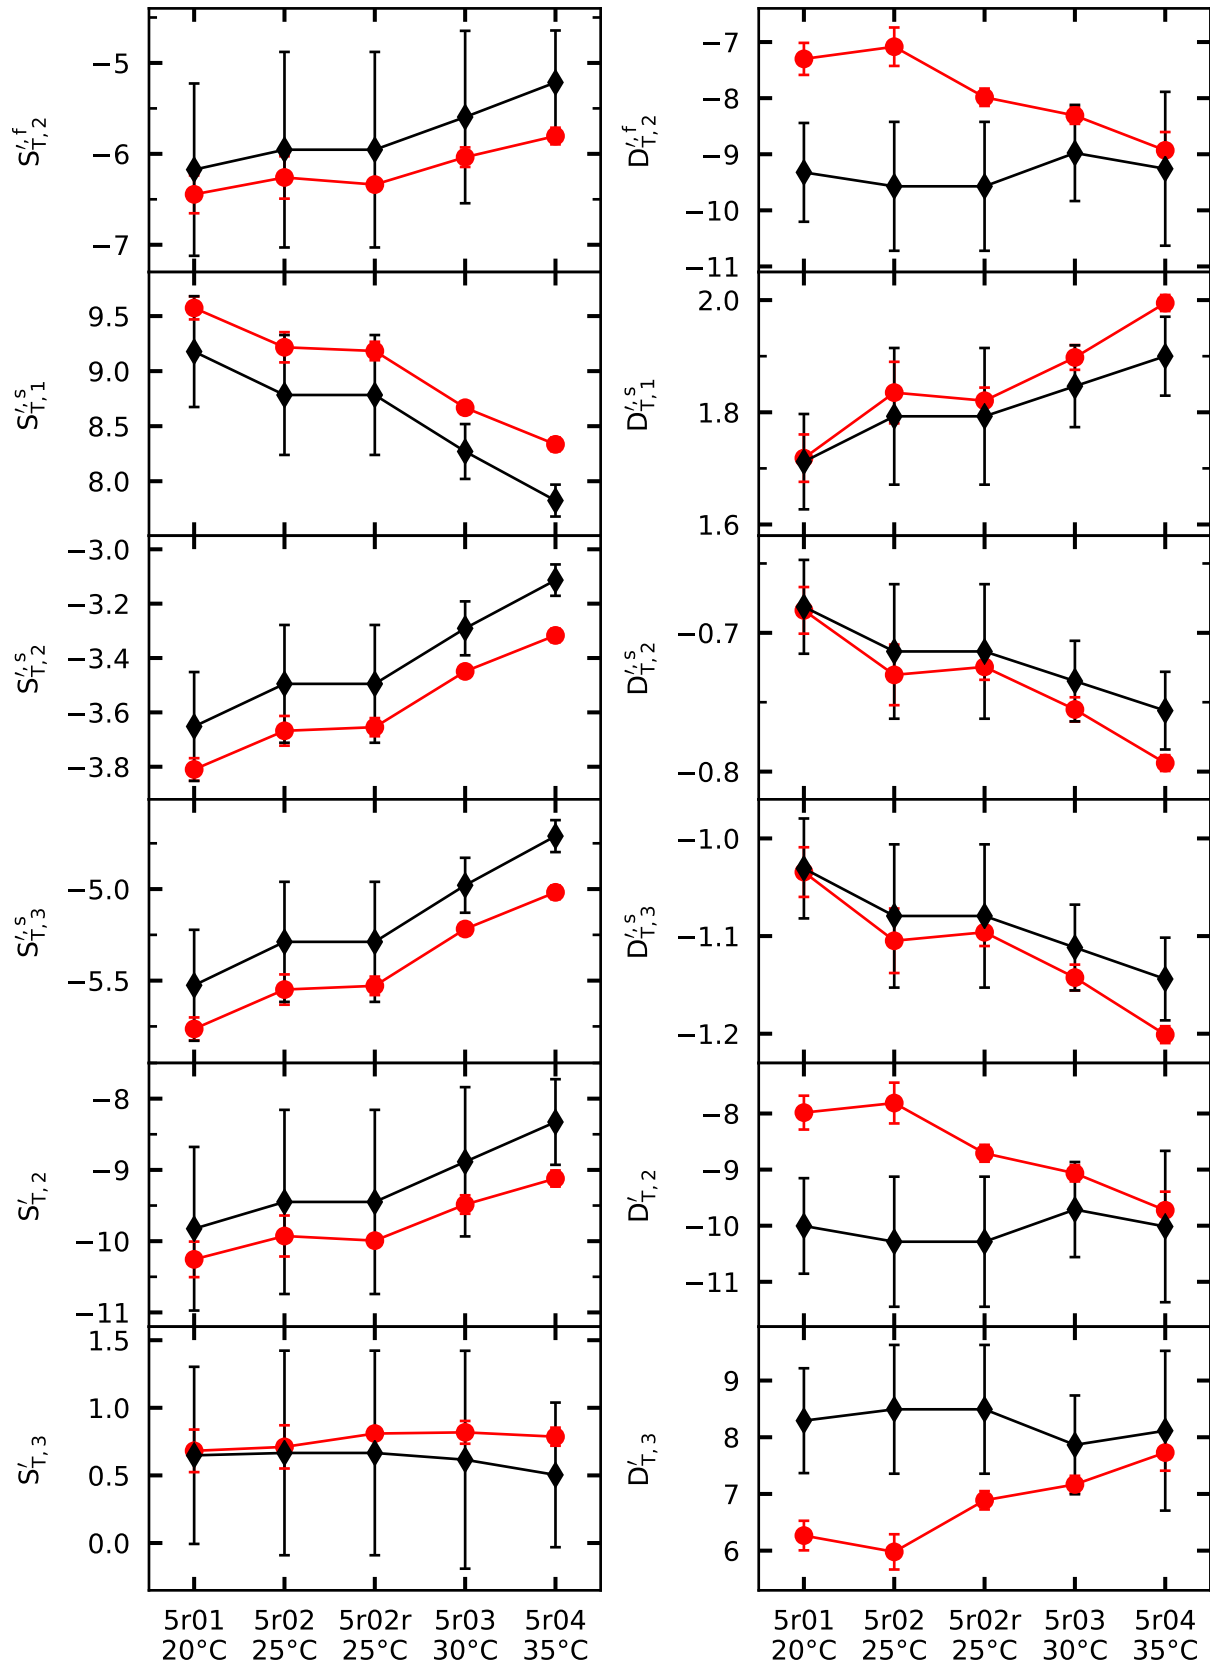 S′,f T,2
−5
−6
−7
D′,f T,2
−7
−8
−9
−10
−11
S′,s T,1
9.5
9.0
8.5
8.0
D′,s T,1
2.0
1.8
1.6
S′,s T,2
−3.0
−3.2
−3.4
−3.6
−3.8
D′,s T,2
−0.7
−0.8
S′,s T,3
−5.0
−5.5
D′,s T,3
−1.0
−1.1
−1.2
S′ T,2
−8
−9
−10
−11
D′ T,2
−8
−9
−10
−11
S′ T,3
1.5
1.0
0.5
0.0
D′ T,3
9
8
7
6
5r01 5r02 5r02r 5r03 5r04
20°C 25°C 25°C 30°C 35°C
5r01 5r02 5r02r 5r03 5r04
20°C 25°C 25°C 30°C 35°C